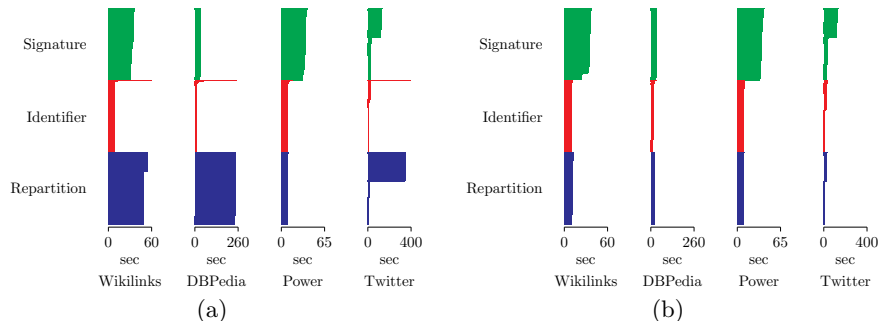 Signature
Identifier
Repartition
0 60 0 260 0 65 0 400
sec sec sec sec
Wikilinks DBPedia Power Twitter
(a)
Signature
Identifier
Repartition
0 60 0 260 0 65 0 400
sec sec sec sec
Wikilinks DBPedia Power Twitter
(b)